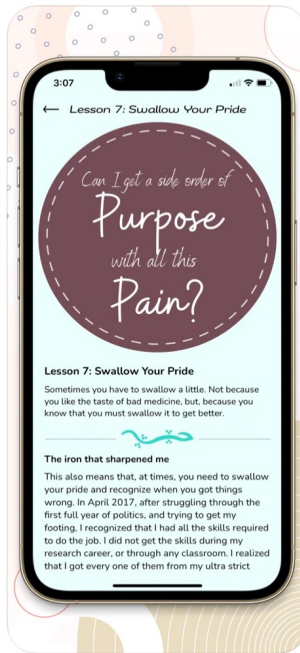 3:07
Lesson 7: Swallow Your Pride
Can I get a side order of
Purpose
with all this
Pain?
Lesson 7: Swallow Your Pride
Sometimes you have to swallow a little. Not because
you like the taste of bad medicine, but, because you
know that you must swallow it to get better.
The iron that sharpened me
This also means that, at times, you need to swallow
your pride and recognize when you got things
wrong. In April 2017, after struggling through the
first full year of politics, and trying to get my
footing, I recognized that I had all the skills required
to do the job. I did not get the skills during my
research career, or through any classroom. I realized
that I got every one of them from my ultra strict